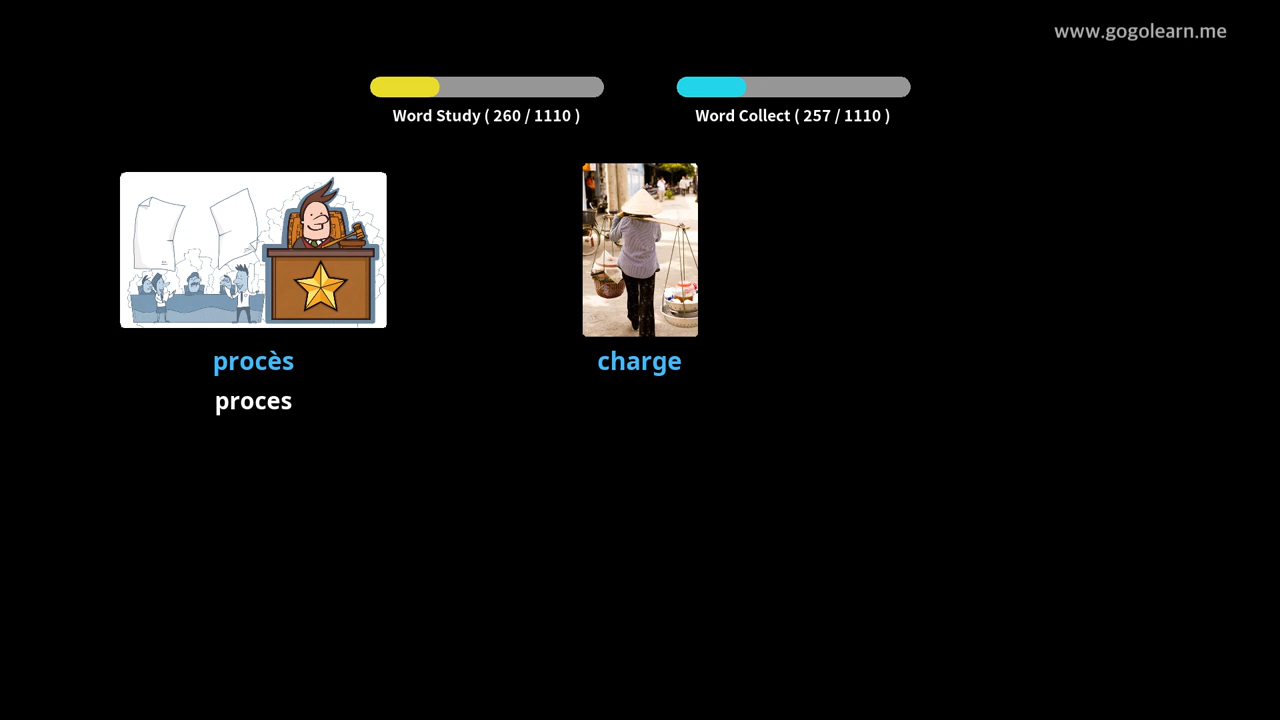 www.gogolearn.me
Word Study ( 260 / 1110 )
Word Collect ( 257 / 1110 )
procès
proces
charge